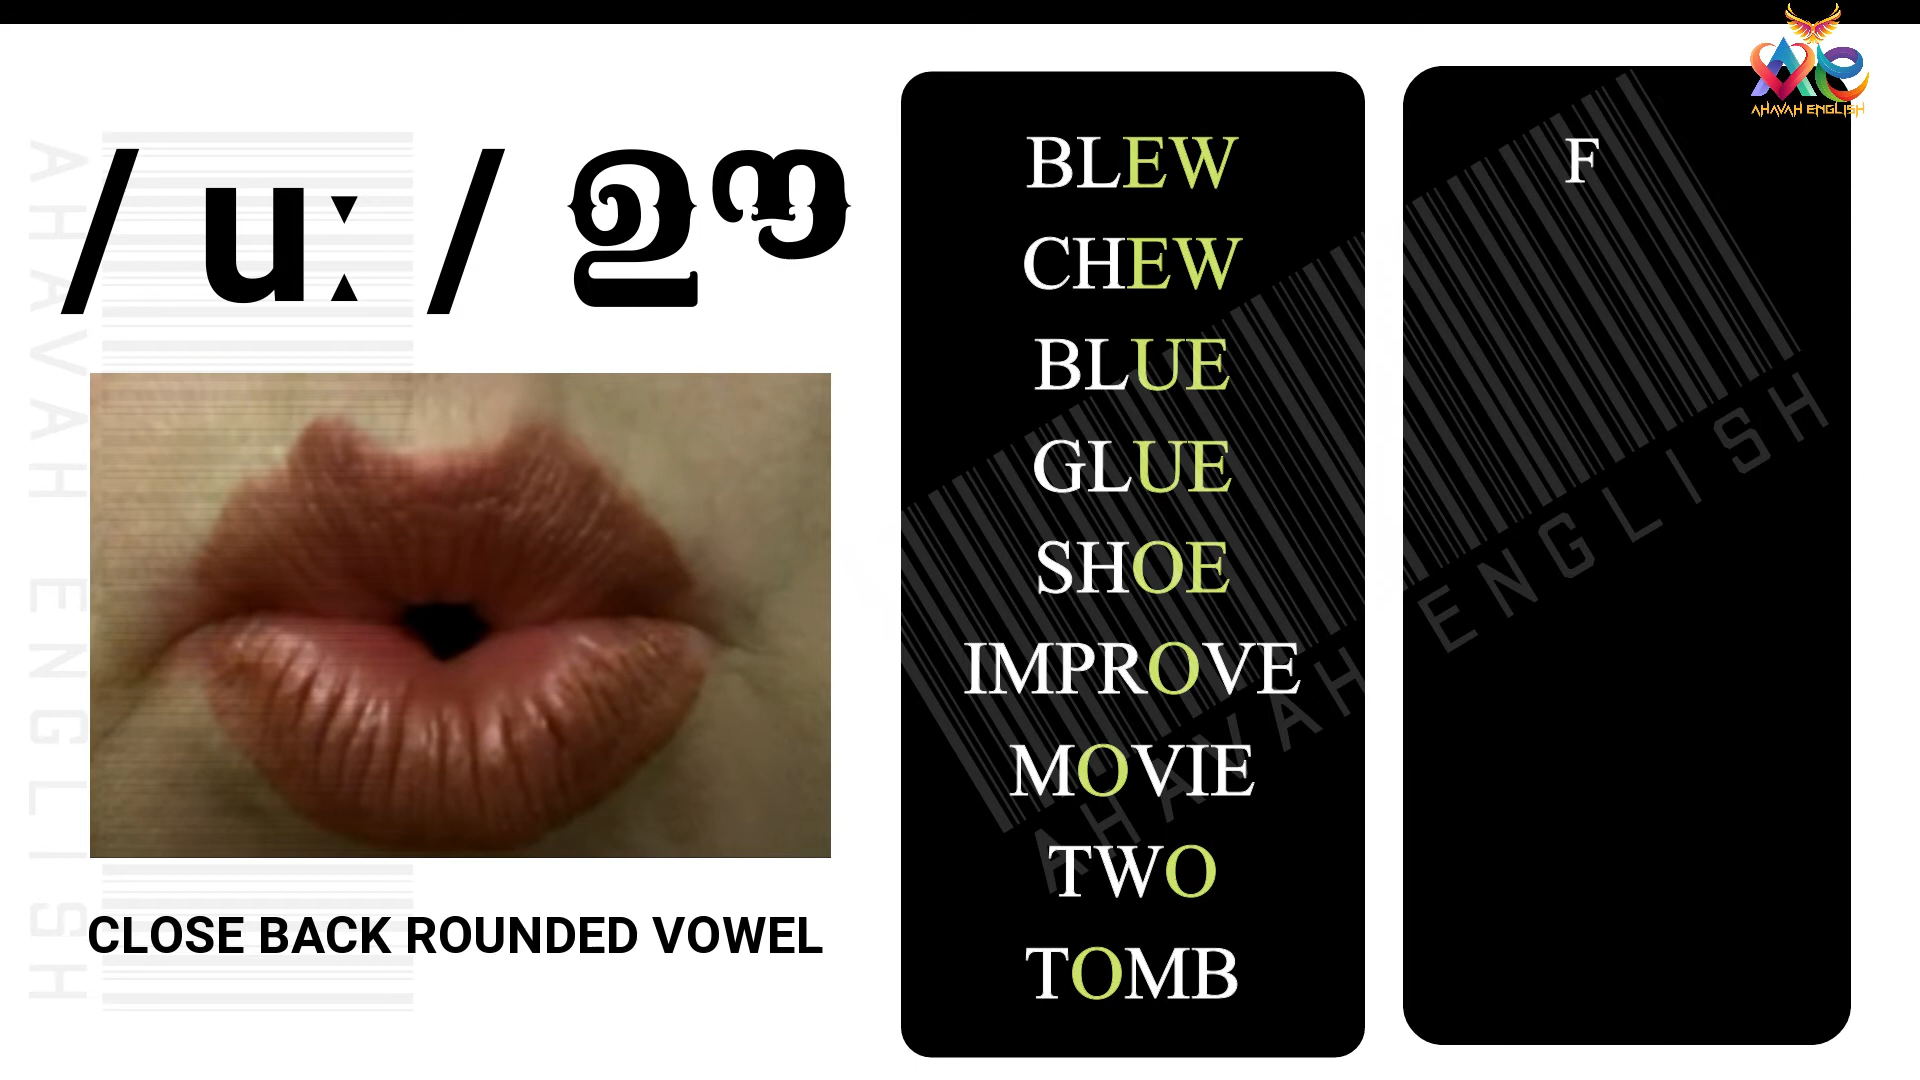 / uː / ഊ
CLOSE BACK ROUNDED VOWEL
BLEW
CHEW
BLUE
GLUE
SHOE
IMPROVE
MOVIE
TWO
TOMB
F
AHAVAH ENGLISH
AHAVAH ENGLISH
AHAVAH ENGLISH